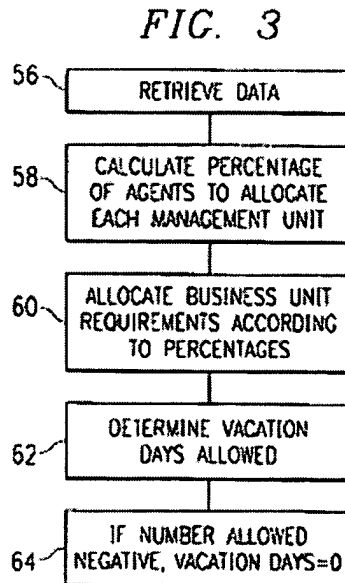 FIG. 3
56
RETRIEVE DATA
58
CALCULATE PERCENTAGE
OF AGENTS TO ALLOCATE
EACH MANAGEMENT UNIT
60
ALLOCATE BUSINESS UNIT
REQUIREMENTS ACCORDING
TO PERCENTAGES
62
DETERMINE VACATION
DAYS ALLOWED
64
IF NUMBER ALLOWED
NEGATIVE, VACATION DAYS=0